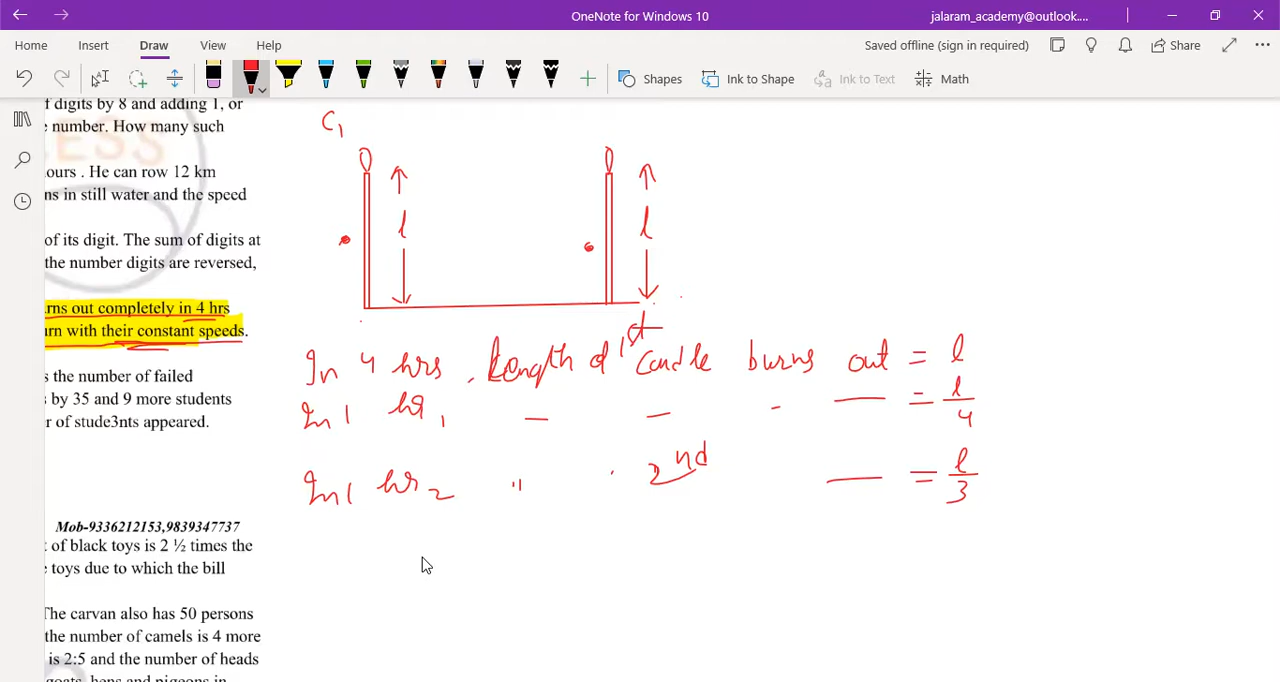 OneNote for Windows 10
jalaram_academy@outlook....
Home Insert Draw View Help
Saved offline (sign in required)
Share
Shapes
Ink to Shape
Ink to Text
Math
f digits by 8 and adding 1, or
number. How many such
ESS
ours . He can row 12 km
ns in still water and the speed
of its digit. The sum of digits at
the number digits are reversed,
rns out completely in 4 hrs
urn with their constant speeds.
s the number of failed
s by 35 and 9 more students
r of stude3nts appeared.
Mob-9336212153,9839347737
t of black toys is 2 ½ times the
toys due to which the bill
The carvan also has 50 persons
the number of camels is 4 more
is 2:5 and the number of heads
goats, hens and pigeons in
C1
l l
In 4 hrs, Length of 1st candle burns out = l
In 1 hr, — — - — = l/4
In 1 hr2 " 2nd — = l/3